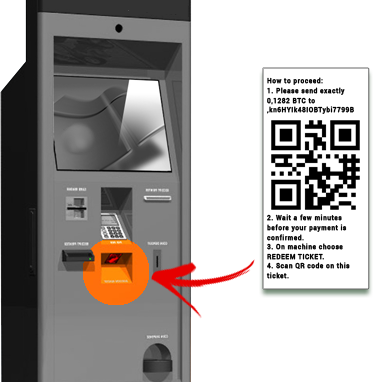 How to proceed:
1. Please send exactly
0,1282 BTC to
,kn6HYIk48IOBTybi7799B
2. Wait a few minutes
before your payment is
confirmed.
3. On machine choose
REDEEM TICKET.
4. Scan QR code on this
ticket.